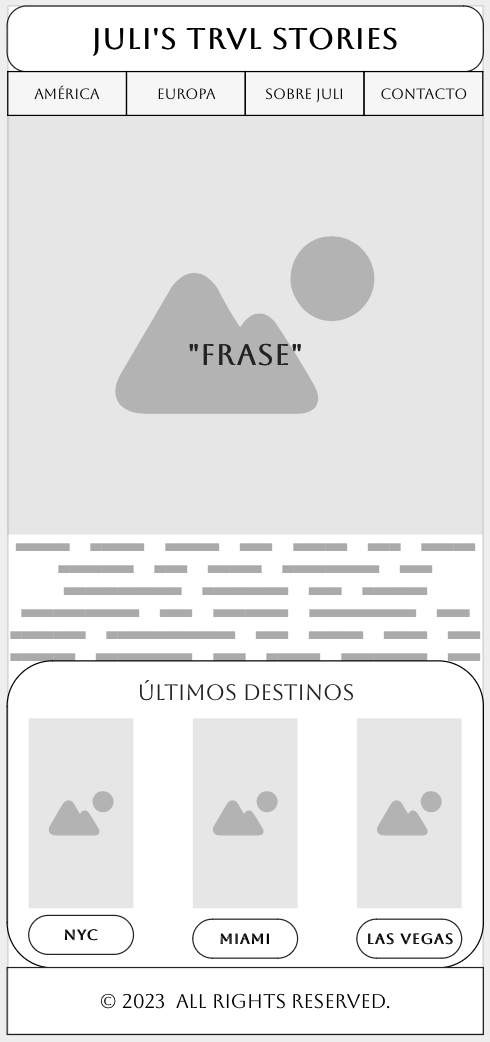 JULI'S TRVL STORIES
AMÉRICA EUROPA SOBRE JULI CONTACTO
"FRASE"
ÚLTIMOS DESTINOS
NYC MIAMI LAS VEGAS
© 2023 ALL RIGHTS RESERVED.